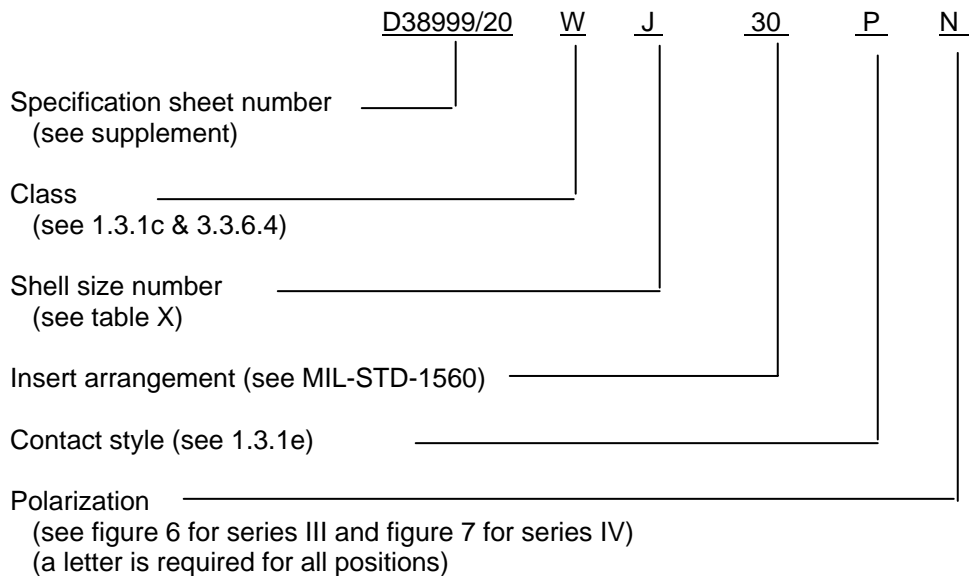 D38999/20 W J 30 P N
Specification sheet number
(see supplement)
Class
(see 1.3.1c & 3.3.6.4)
Shell size number
(see table X)
Insert arrangement (see MIL-STD-1560)
Contact style (see 1.3.1e)
Polarization
(see figure 6 for series III and figure 7 for series IV)
(a letter is required for all positions)